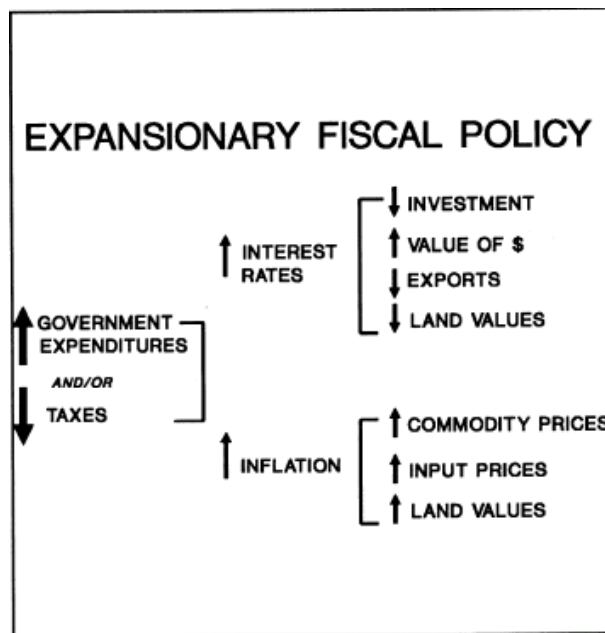 EXPANSIONARY FISCAL POLICY
↑ GOVERNMENT
EXPENDITURES
AND/OR
↓ TAXES
↑ INTEREST
RATES
↓ INVESTMENT
↑ VALUE OF $
↓ EXPORTS
↓ LAND VALUES
↑ INFLATION
↑ COMMODITY PRICES
↑ INPUT PRICES
↑ LAND VALUES